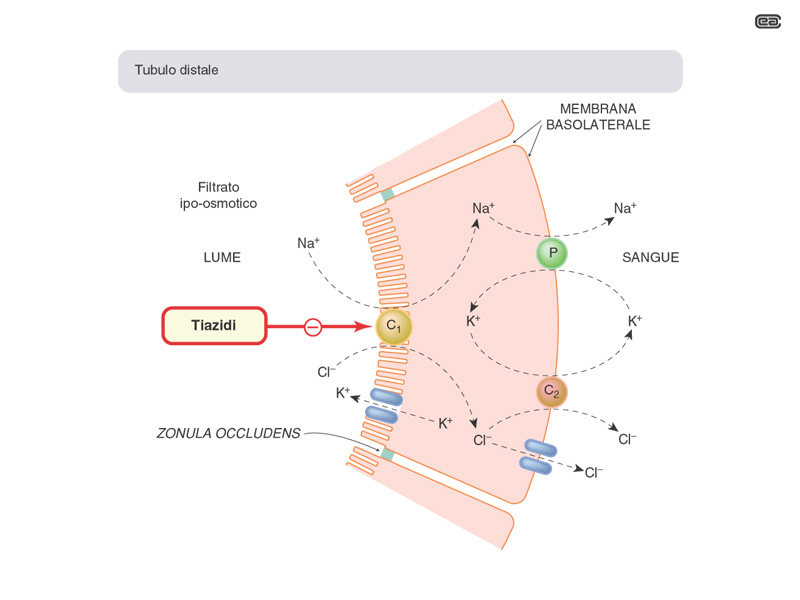 Tubulo distale
MEMBRANA
BASOLATERALE
Filtrato
ipo-osmotico
Na⁺
Na⁺
Na⁺
LUME
P
SANGUE
Tiazidi
C₁
K⁺
K⁺
Cl⁻
K⁺
C₂
K⁺
Cl⁻
Cl⁻
ZONULA OCCLUDENS
Cl⁻